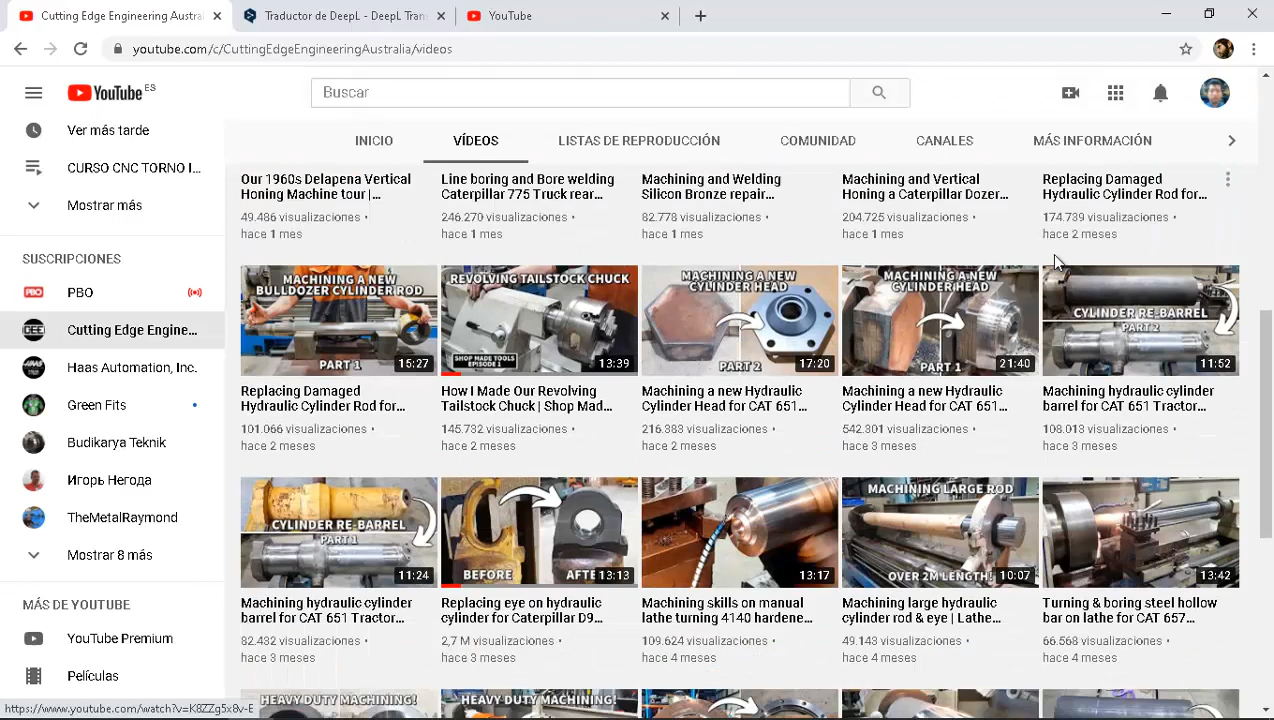 Cutting Edge Engineering Austral
Traductor de DeepL - DeepL Tran
YouTube
youtube.com/c/CuttingEdgeEngineeringAustralia/videos
YouTube ES
Buscar
INICIO
VÍDEOS
LISTAS DE REPRODUCCIÓN
COMUNIDAD
CANALES
MÁS INFORMACIÓN
Ver más tarde
CURSO CNC TORNO I...
Mostrar más
SUSCRIPCIONES
PBO
PBO
CEE
Cutting Edge Engine...
HAAS
Haas Automation, Inc.
Green Fits
Budikarya Teknik
Игорь Негода
TheMetalRaymond
Mostrar 8 más
MÁS DE YOUTUBE
YouTube Premium
Películas
Our 1960s Delapena Vertical
Honing Machine tour |...
49.486 visualizaciones •
hace 1 mes
Line boring and Bore welding
Caterpillar 775 Truck rear...
246.270 visualizaciones •
hace 1 mes
Machining and Welding
Silicon Bronze repair...
82.778 visualizaciones •
hace 1 mes
Machining and Vertical
Honing a Caterpillar Dozer...
204.725 visualizaciones •
hace 1 mes
Replacing Damaged
Hydraulic Cylinder Rod for...
174.739 visualizaciones •
hace 2 meses
MACHINING A NEW
BULLDOZER CYLINDER ROD
PART 1
15:27
Replacing Damaged
Hydraulic Cylinder Rod for...
101.066 visualizaciones •
hace 2 meses
REVOLVING TAILSTOCK CHUCK
SHOP MADE TOOLS
EPISODE 1
13:39
How I Made Our Revolving
Tailstock Chuck | Shop Mad...
145.732 visualizaciones •
hace 2 meses
MACHINING A NEW
CYLINDER HEAD
PART 2
17:20
Machining a new Hydraulic
Cylinder Head for CAT 651...
216.383 visualizaciones •
hace 2 meses
MACHINING A NEW
CYLINDER HEAD
PART 1
21:40
Machining a new Hydraulic
Cylinder Head for CAT 651...
542.301 visualizaciones •
hace 3 meses
CYLINDER RE-BARREL
PART 2
11:52
Machining hydraulic cylinder
barrel for CAT 651 Tractor...
108.013 visualizaciones •
hace 3 meses
CYLINDER RE-BARREL
PART 1
11:24
Machining hydraulic cylinder
barrel for CAT 651 Tractor...
82.432 visualizaciones •
hace 3 meses
BEFORE
AFTE
13:13
Replacing eye on hydraulic
cylinder for Caterpillar D9...
2,7 M visualizaciones •
hace 3 meses
13:17
Machining skills on manual
lathe turning 4140 hardene...
109.624 visualizaciones •
hace 4 meses
MACHINING LARGE ROD
OVER 2M LENGTH!
10:07
Machining large hydraulic
cylinder rod & eye | Lathe...
49.143 visualizaciones •
hace 4 meses
13:42
Turning & boring steel hollow
bar on lathe for CAT 657...
66.568 visualizaciones •
hace 4 meses
HEAVY DUTY MACHINING!
HEAVY DUTY MACHINING!
https://www.youtube.com/watch?v=K8ZZg5x8v-E